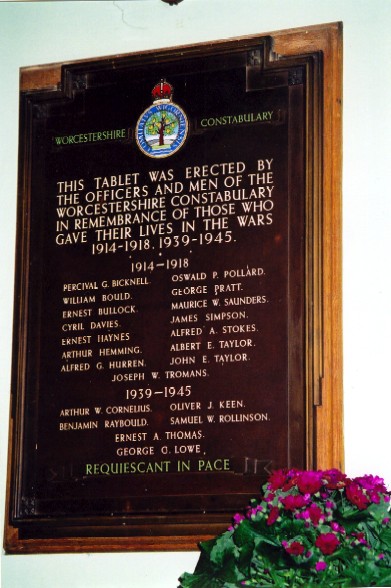 WORCESTERSHIRE CONSTABULARY
THIS TABLET WAS ERECTED BY
THE OFFICERS AND MEN OF THE
WORCESTERSHIRE CONSTABULARY
IN REMEMBRANCE OF THOSE WHO
GAVE THEIR LIVES IN THE WARS
1914-1918. 1939-1945.
1914-1918
PERCIVAL G. BICKNELL. OSWALD P. POLLARD.
WILLIAM BOULD. GEORGE PRATT.
ERNEST BULLOCK. MAURICE W. SAUNDERS.
CYRIL DAVIES. JAMES SIMPSON.
ERNEST HAYNES ALFRED A. STOKES.
ARTHUR HEMMING. ALBERT E. TAYLOR.
ALFRED G. HURREN. JOHN E. TAYLOR.
JOSEPH W. TROMANS.
1939-1945
ARTHUR W. CORNELIUS. OLIVER J. KEEN.
BENJAMIN RAYBOULD. SAMUEL W. ROLLINSON.
ERNEST A. THOMAS.
GEORGE LOWE
REQUIESCANT IN PACE